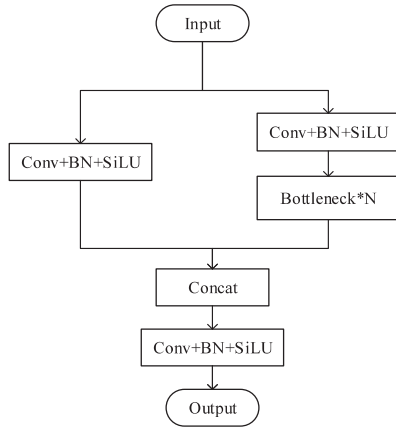 Input
Conv+BN+SiLU
Conv+BN+SiLU
Bottleneck*N
Concat
Conv+BN+SiLU
Output